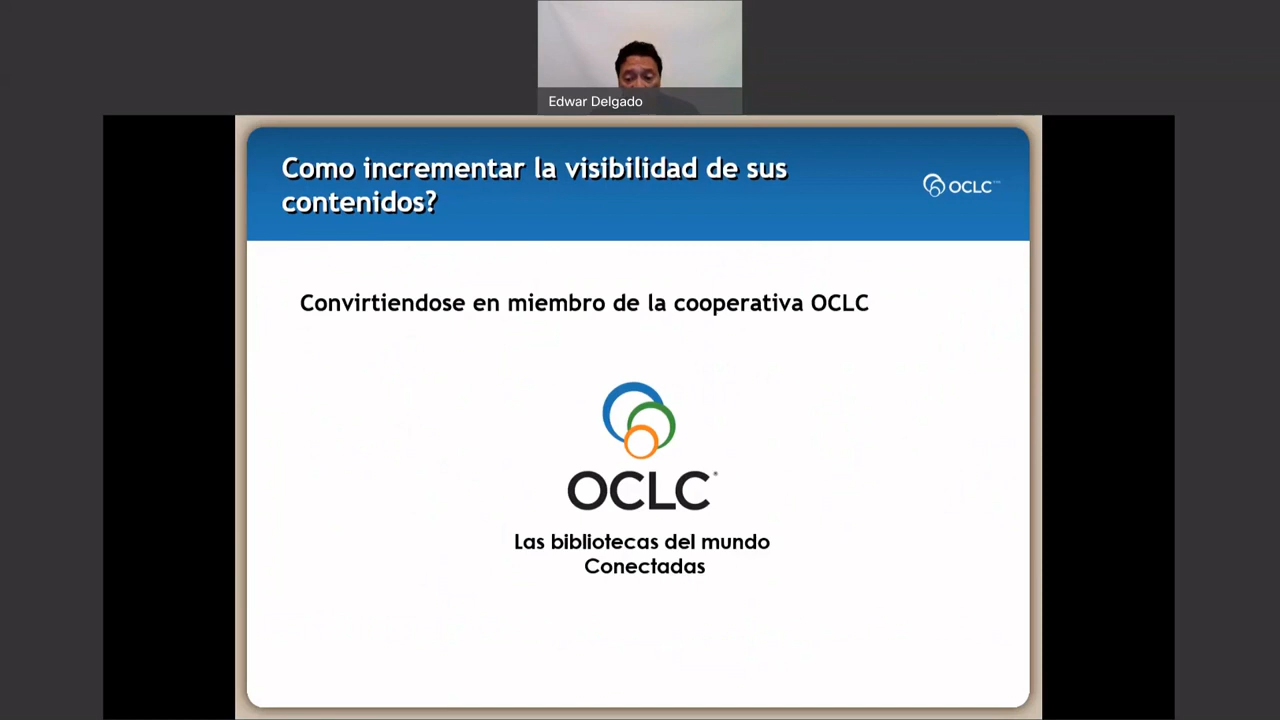 Edwar Delgado
Como incrementar la visibilidad de sus
contenidos?
OCLC
Convirtiendose en miembro de la cooperativa OCLC
OCLC
Las bibliotecas del mundo
Conectadas